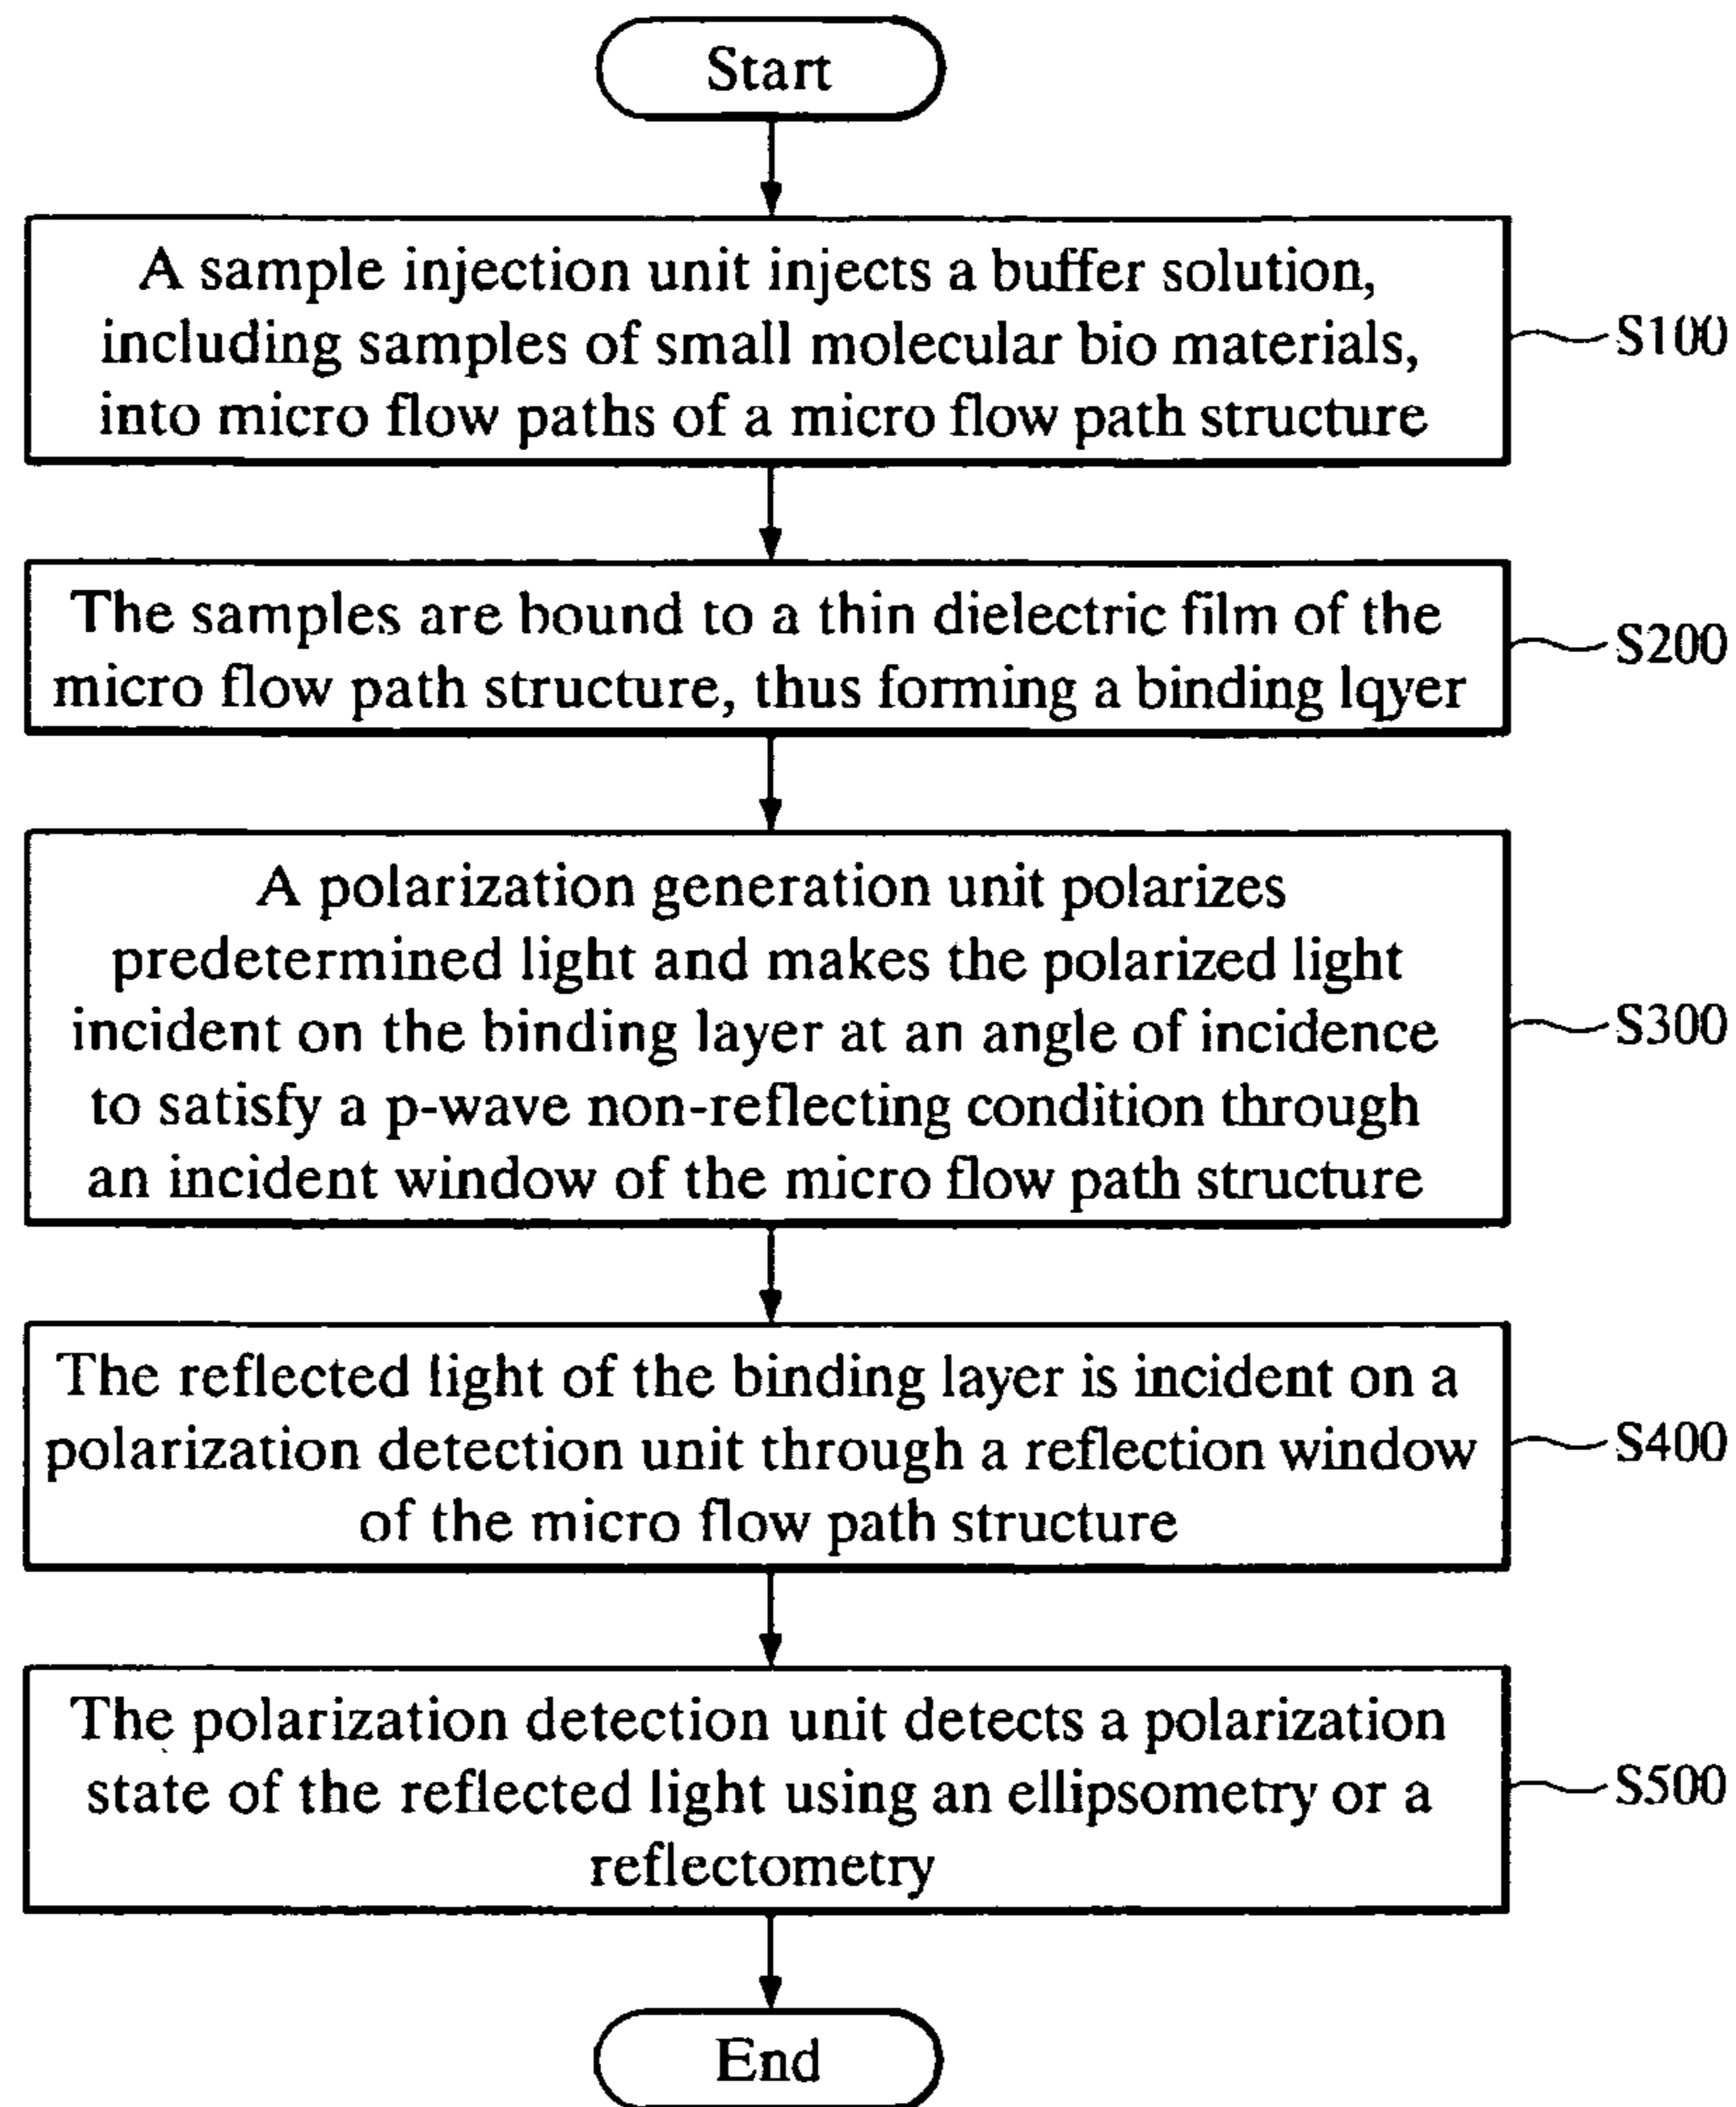 Start
A sample injection unit injects a buffer solution,
including samples of small molecular bio materials,
into micro flow paths of a micro flow path structure
S100
The samples are bound to a thin dielectric film of the
micro flow path structure, thus forming a binding lqyer
S200
A polarization generation unit polarizes
predetermined light and makes the polarized light
incident on the binding layer at an angle of incidence
to satisfy a p-wave non-reflecting condition through
an incident window of the micro flow path structure
S300
The reflected light of the binding layer is incident on a
polarization detection unit through a reflection window
of the micro flow path structure
S400
The polarization detection unit detects a polarization
state of the reflected light using an ellipsometry or a
reflectometry
S500
End